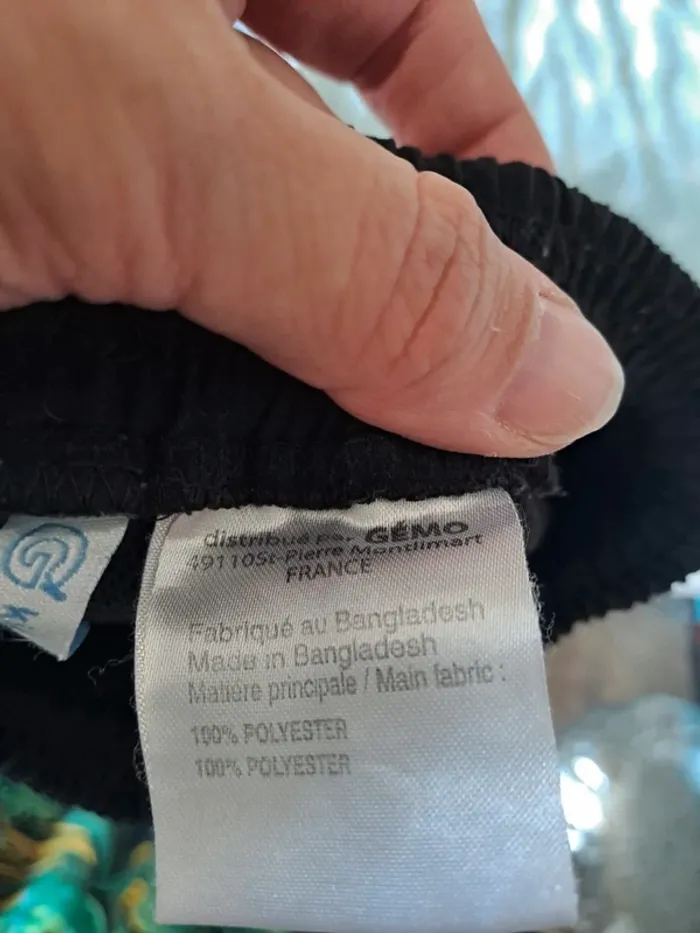 distribué par GÉMO
49110St-Pierre Montlimart
FRANCE
Fabriqué au Bangladesh
Made in Bangladesh
Matière principale / Main fabric :
100% POLYESTER
100% POLYESTER